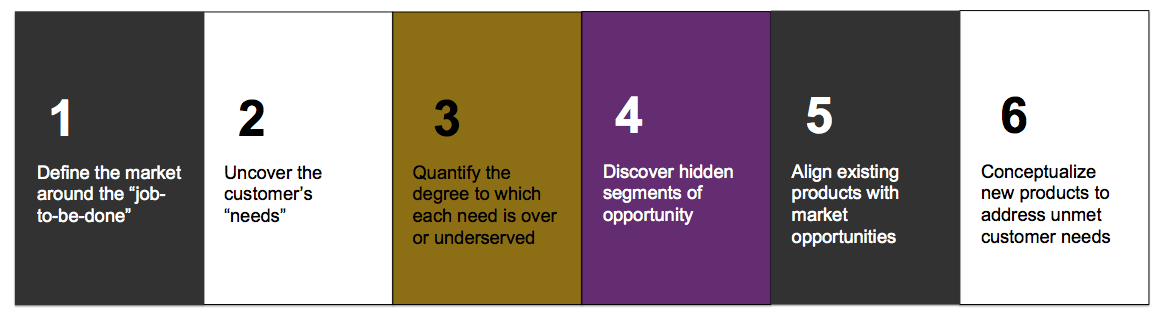 1
Define the market
around the “job-
to-be-done”
2
Uncover the
customer’s
“needs”
3
Quantify the
degree to which
each need is over
or underserved
4
Discover hidden
segments of
opportunity
5
Align existing
products with
market
opportunities
6
Conceptualize
new products to
address unmet
customer needs